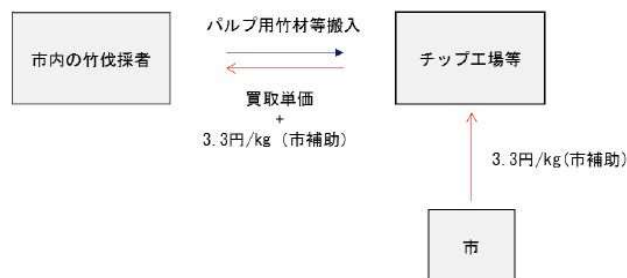 パルプ用竹材等搬入
市内の竹伐採者
チップ工場等
買取単価
+
3.3円/kg (市補助)
3.3円/kg(市補助)
市